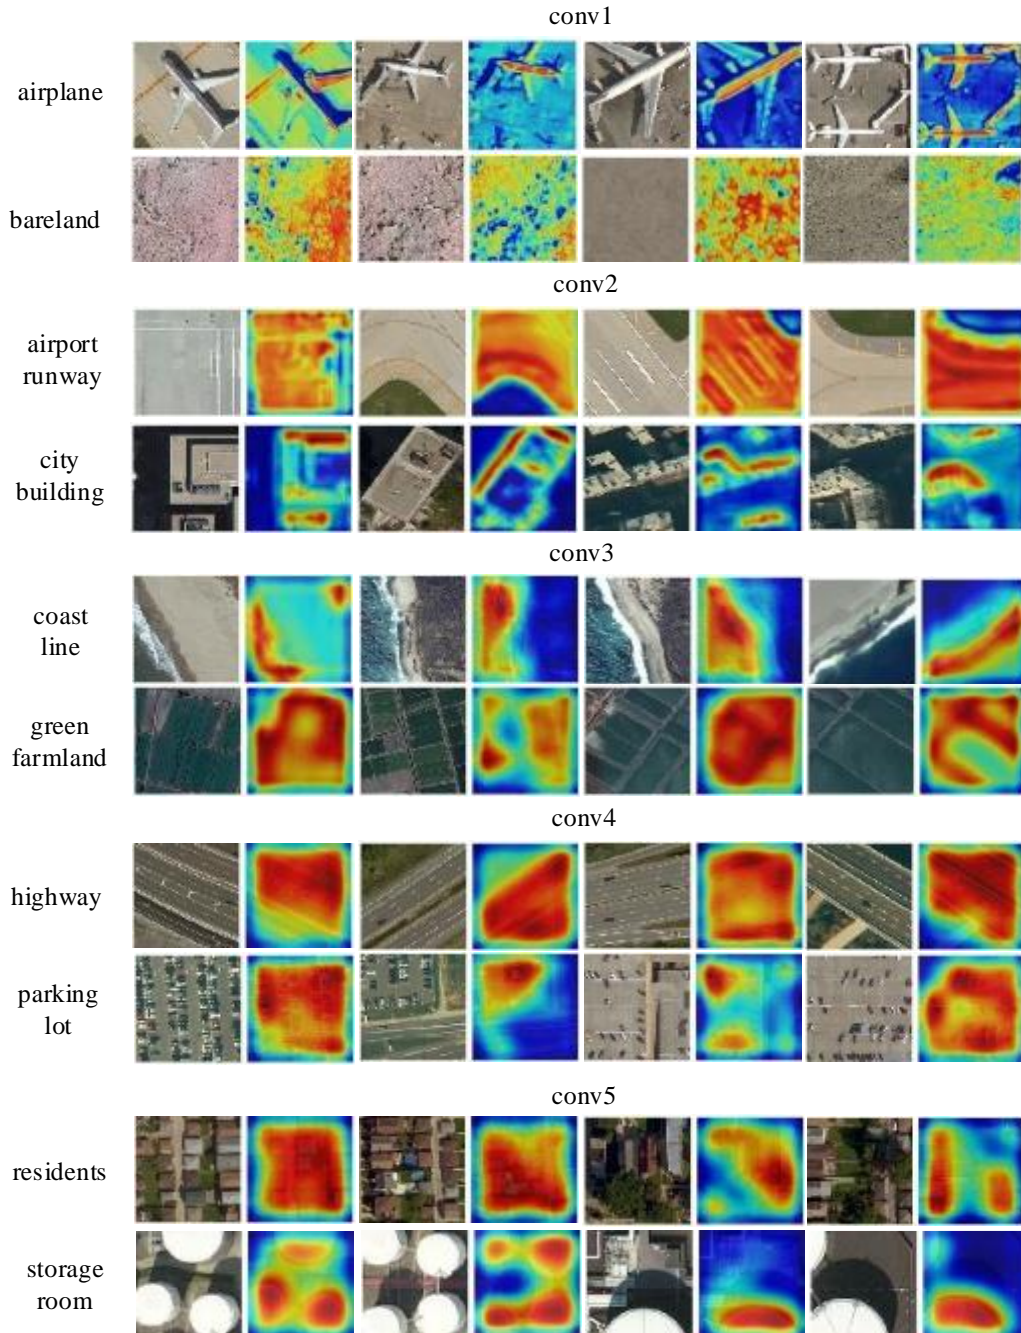 conv1
airplane
bareland
conv2
airport
runway
city
building
conv3
coast
line
green
farmland
conv4
highway
parking
lot
conv5
residents
storage
room